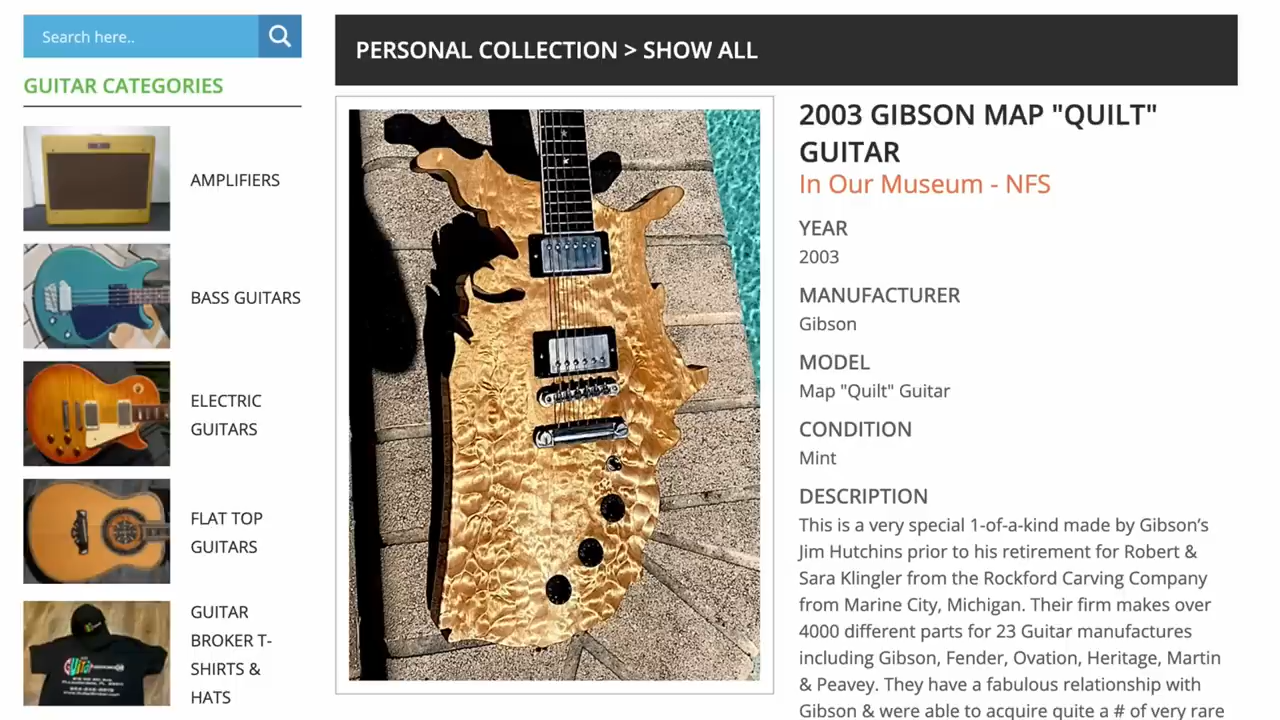 Search here..
GUITAR CATEGORIES
AMPLIFIERS
BASS GUITARS
ELECTRIC
GUITARS
FLAT TOP
GUITARS
GUITAR
BROKER T-
SHIRTS &
HATS
PERSONAL COLLECTION > SHOW ALL
2003 GIBSON MAP "QUILT"
GUITAR
In Our Museum - NFS
YEAR
2003
MANUFACTURER
Gibson
MODEL
Map "Quilt" Guitar
CONDITION
Mint
DESCRIPTION
This is a very special 1-of-a-kind made by Gibson's
Jim Hutchins prior to his retirement for Robert &
Sara Klingler from the Rockford Carving Company
from Marine City, Michigan. Their firm makes over
4000 different parts for 23 Guitar manufactures
including Gibson, Fender, Ovation, Heritage, Martin
& Peavey. They have a fabulous relationship with
Gibson & were able to acquire quite a # of very rare